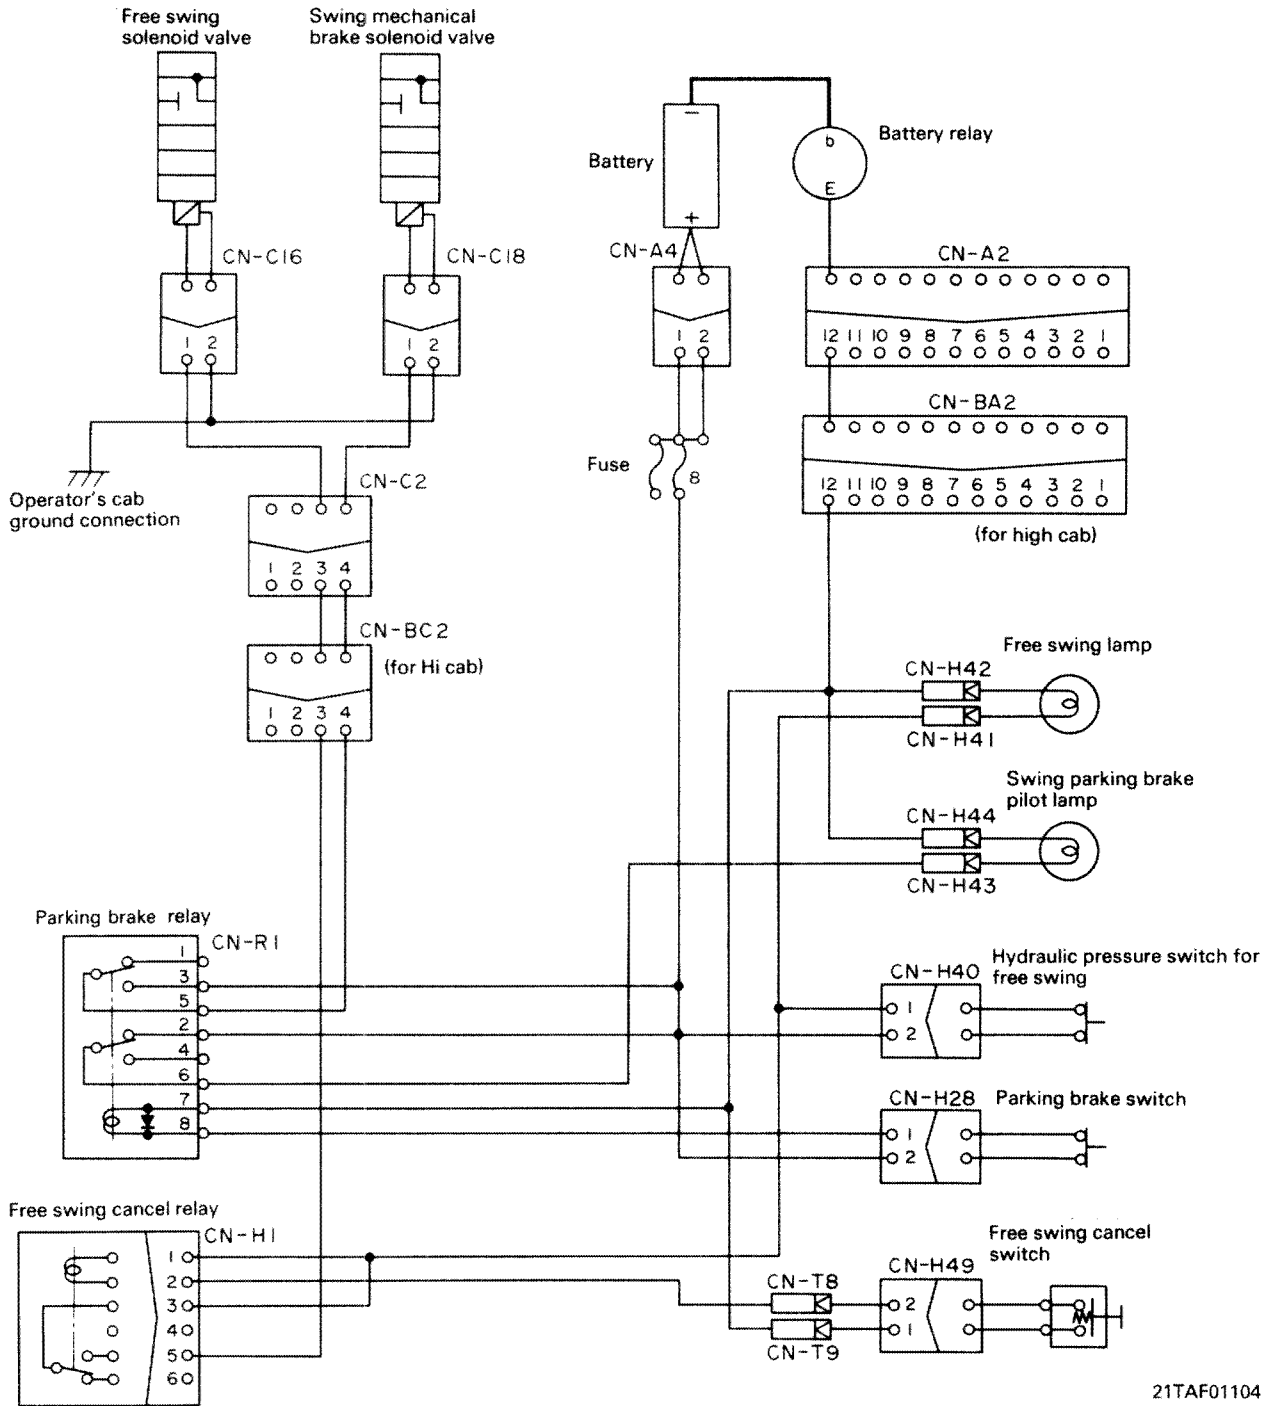 Free swing
solenoid valve
Swing mechanical
brake solenoid valve
Battery
−
+
b
E
Battery relay
CN-C16
1 2
CN-C18
1 2
CN-A4
1 2
CN-A2
12 11 10 9 8 7 6 5 4 3 2 1
CN-BA2
12 11 10 9 8 7 6 5 4 3 2 1
(for high cab)
Fuse
8
Operator's cab
ground connection
CN-C2
1 2 3 4
CN-BC2
(for Hi cab)
1 2 3 4
Free swing lamp
CN-H42
CN-H41
Swing parking brake
pilot lamp
CN-H44
CN-H43
Parking brake relay
CN-R1
1
3
5
2
4
6
7
8
Hydraulic pressure switch for
free swing
CN-H40
1
2
CN-H28
Parking brake switch
1
2
Free swing cancel relay
CN-H1
1
2
3
4
5
6
Free swing cancel
switch
CN-H49
2
1
CN-T8
CN-T9
21TAF01104